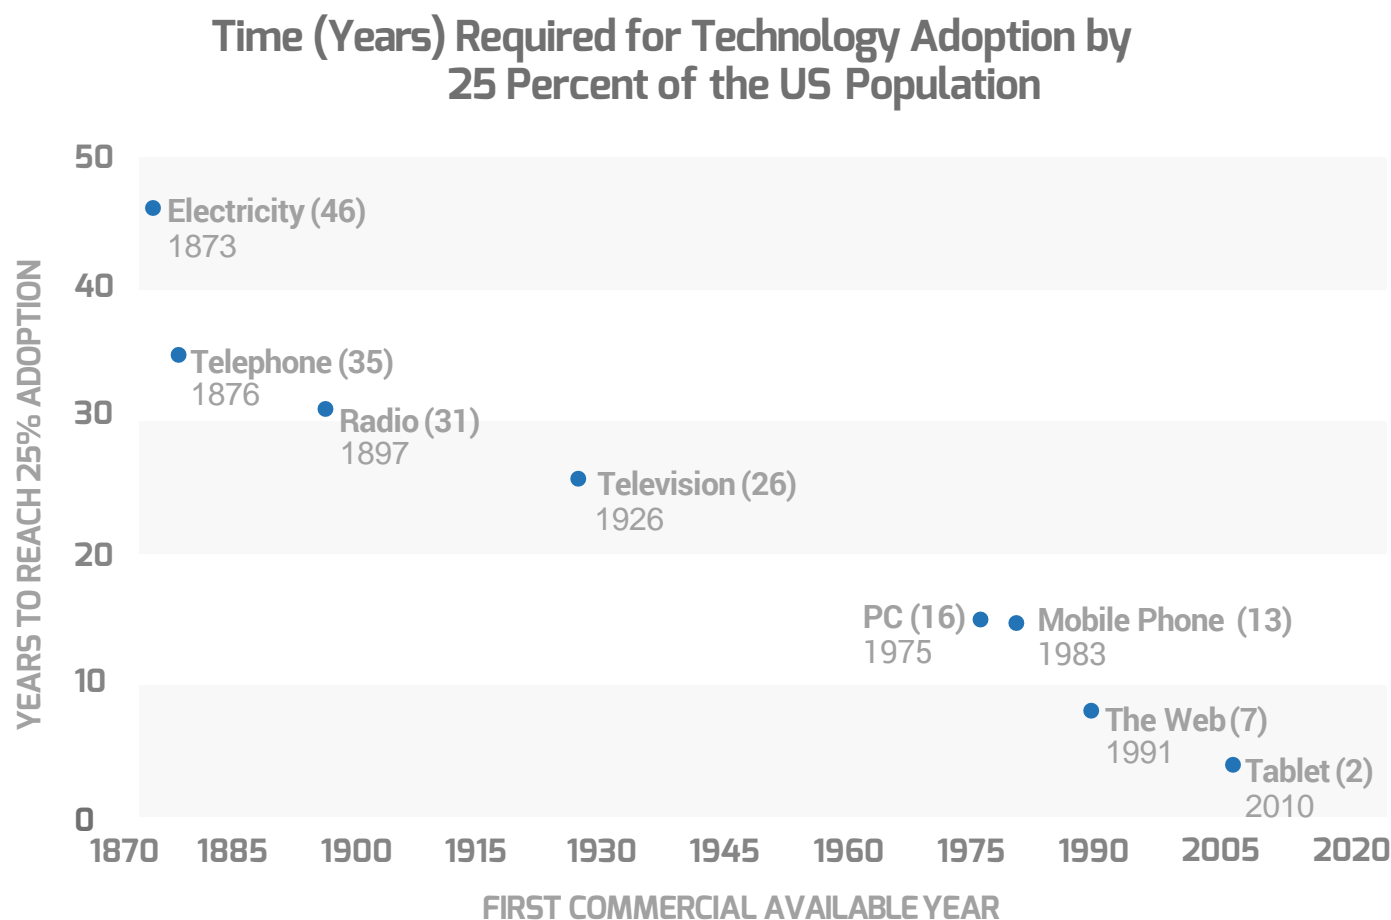 Time (Years) Required for Technology Adoption by
25 Percent of the US Population
50
Electricity (46)
1873
40
Telephone (35)
1876
30
Radio (31)
1897
Television (26)
1926
20
PC (16)
1975
Mobile Phone (13)
1983
10
The Web (7)
1991
Tablet (2)
2010
0
YEARS TO REACH 25% ADOPTION
1870 1885 1900 1915 1930 1945 1960 1975 1990 2005 2020
FIRST COMMERCIAL AVAILABLE YEAR